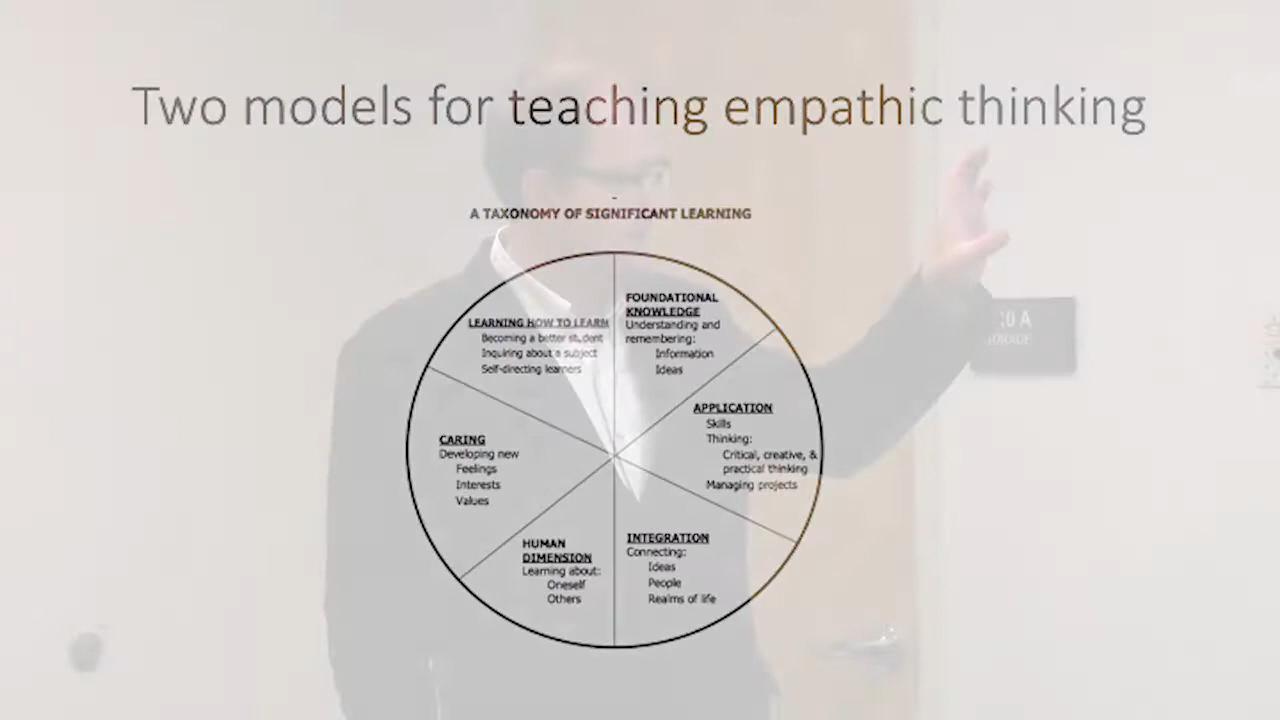 Two models for teaching empathic thinking
A TAXONOMY OF SIGNIFICANT LEARNING
FOUNDATIONAL
KNOWLEDGE
Understanding and
remembering:
Information
Ideas
APPLICATION
Skills
Thinking:
Critical, creative, &
practical thinking
Managing projects
INTEGRATION
Connecting:
Ideas
People
Realms of life
HUMAN
DIMENSION
Learning about:
Oneself
Others
CARING
Developing new
Feelings
Interests
Values
LEARNING HOW TO LEARN
Becoming a better student
Inquiring about a subject
Self-directing learners